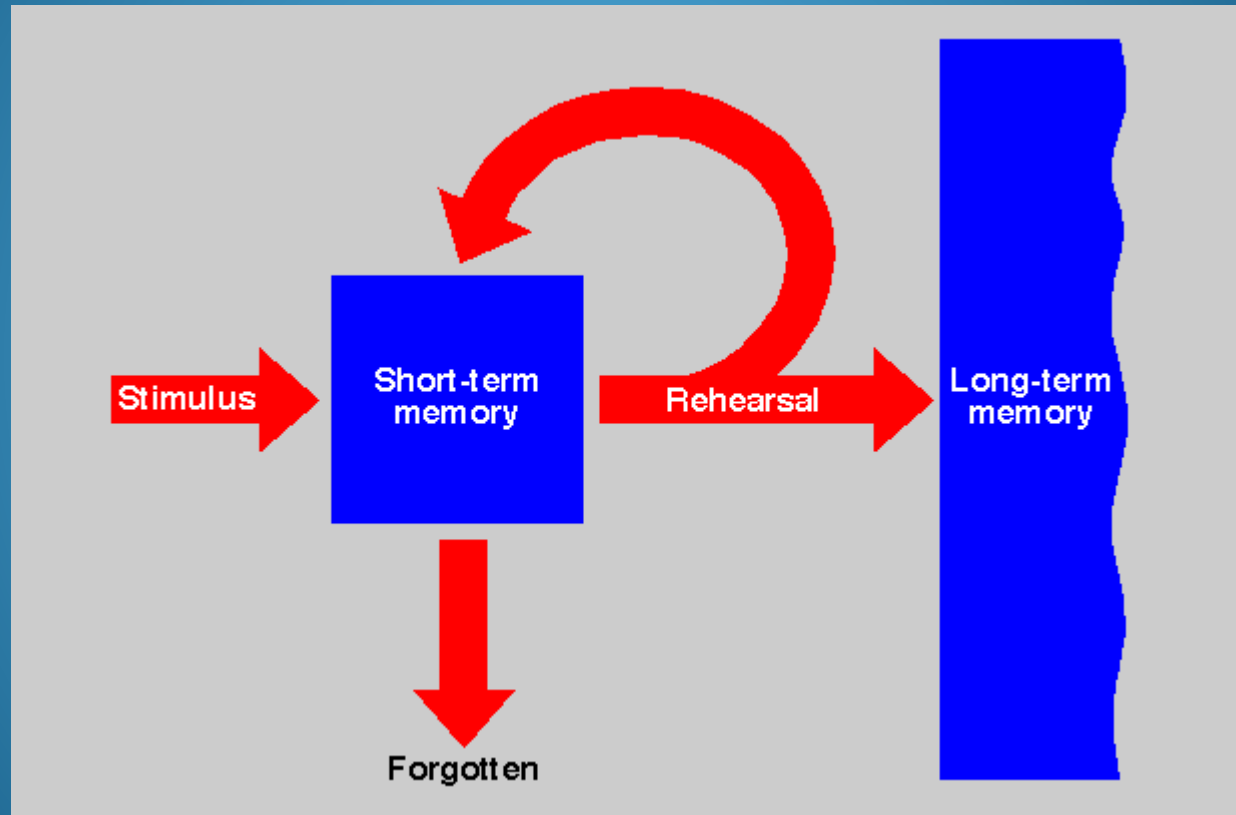 Stimulus
Short-term
memory
Rehearsal
Long-term
memory
Forgotten